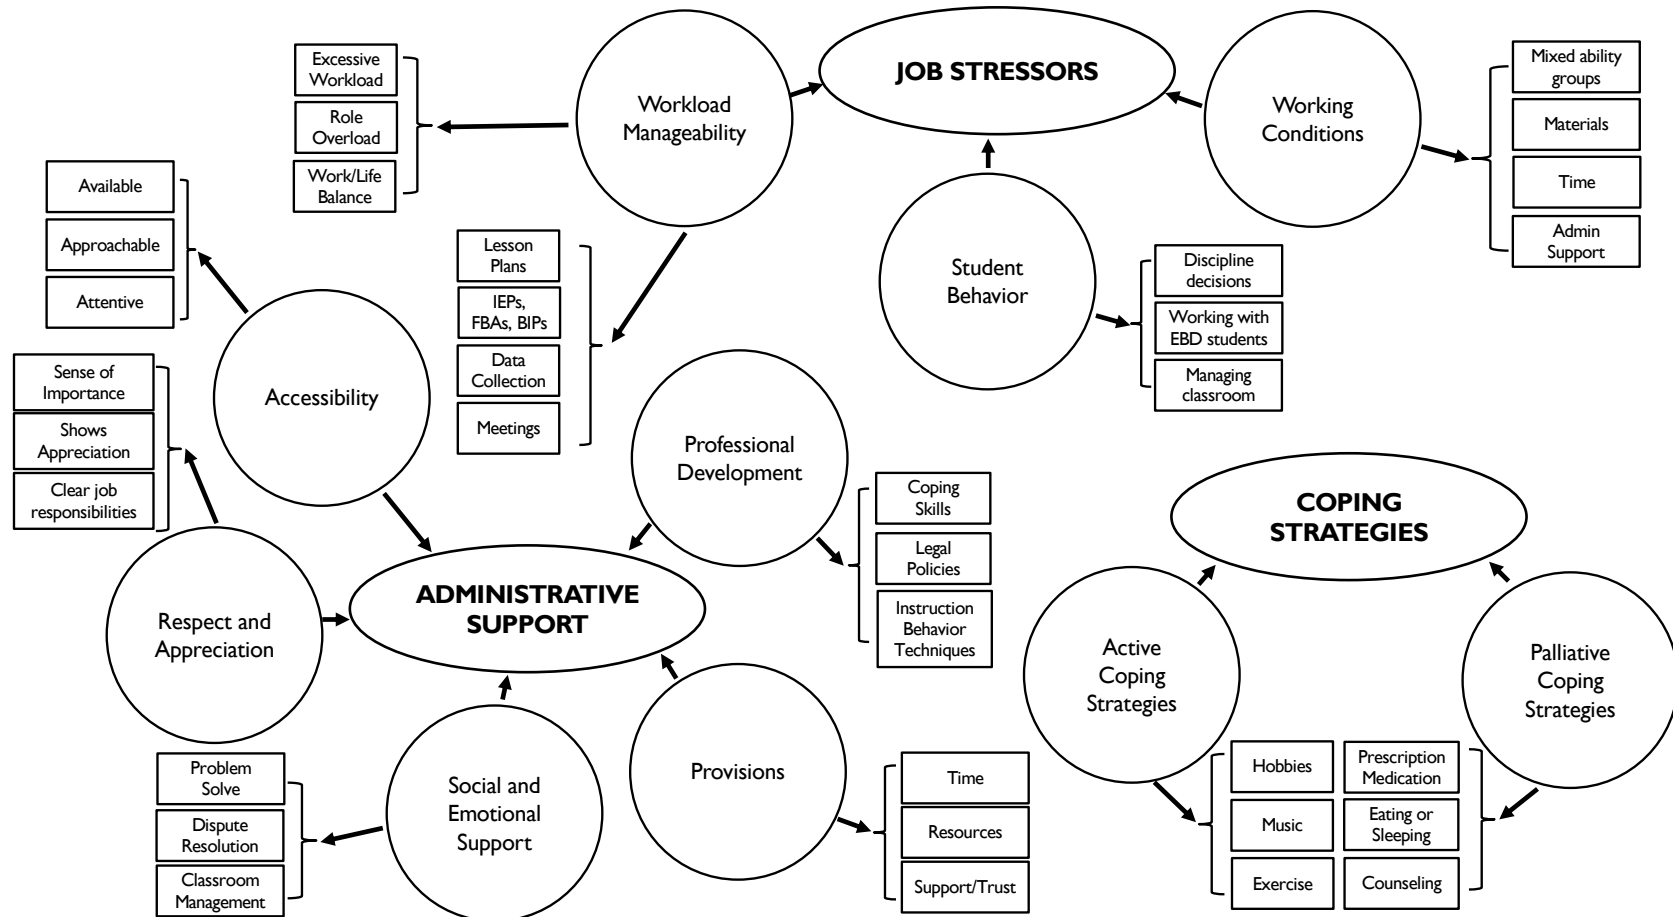 JOB STRESSORS
Workload
Manageability
Excessive
Workload
Role
Overload
Work/Life
Balance
Lesson
Plans
IEPs,
FBAs, BIPs
Data
Collection
Meetings
Student
Behavior
Discipline
decisions
Working with
EBD students
Managing
classroom
Working
Conditions
Mixed ability
groups
Materials
Time
Admin
Support
ADMINISTRATIVE
SUPPORT
Accessibility
Available
Approachable
Attentive
Respect and
Appreciation
Sense of
Importance
Shows
Appreciation
Clear job
responsibilities
Social and
Emotional
Support
Problem
Solve
Dispute
Resolution
Classroom
Management
Provisions
Time
Resources
Support/Trust
Professional
Development
Coping
Skills
Legal
Policies
Instruction
Behavior
Techniques
COPING
STRATEGIES
Active
Coping
Strategies
Hobbies
Music
Exercise
Palliative
Coping
Strategies
Prescription
Medication
Eating or
Sleeping
Counseling